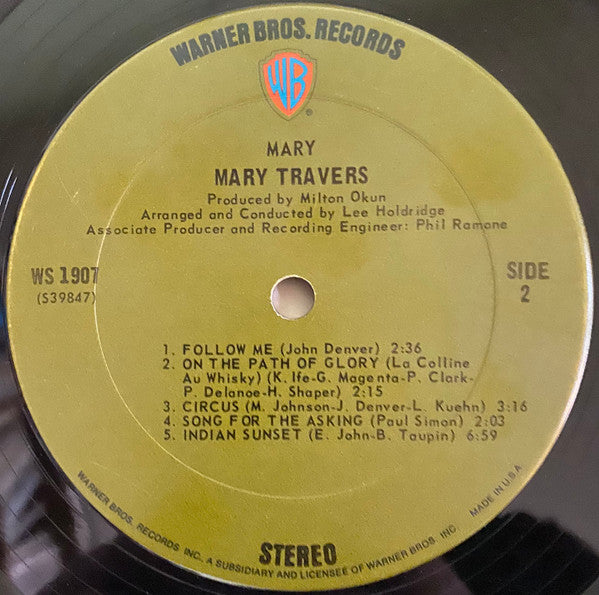 WARNER BROS. RECORDS
WB
®
MARY
MARY TRAVERS
Produced by Milton Okun
Arranged and Conducted by Lee Holdridge
Associate Producer and Recording Engineer: Phil Ramone
WS 1907
(S39847)
SIDE
2
1. FOLLOW ME (John Denver) 2:36
2. ON THE PATH OF GLORY (La Colline
Au Whisky) (K. Ife-G. Magenta-P. Clark-
P. Delanoe-H. Shaper) 2:15
3. CIRCUS (M. Johnson-J. Denver-L. Kuehn) 3:16
4. SONG FOR THE ASKING (Paul Simon) 2:03
5. INDIAN SUNSET (E. John-B. Taupin) 6:59
STEREO
WARNER BROS. RECORDS INC. A SUBSIDIARY AND LICENSEE OF WARNER BROS. INC.
MADE IN U.S.A.